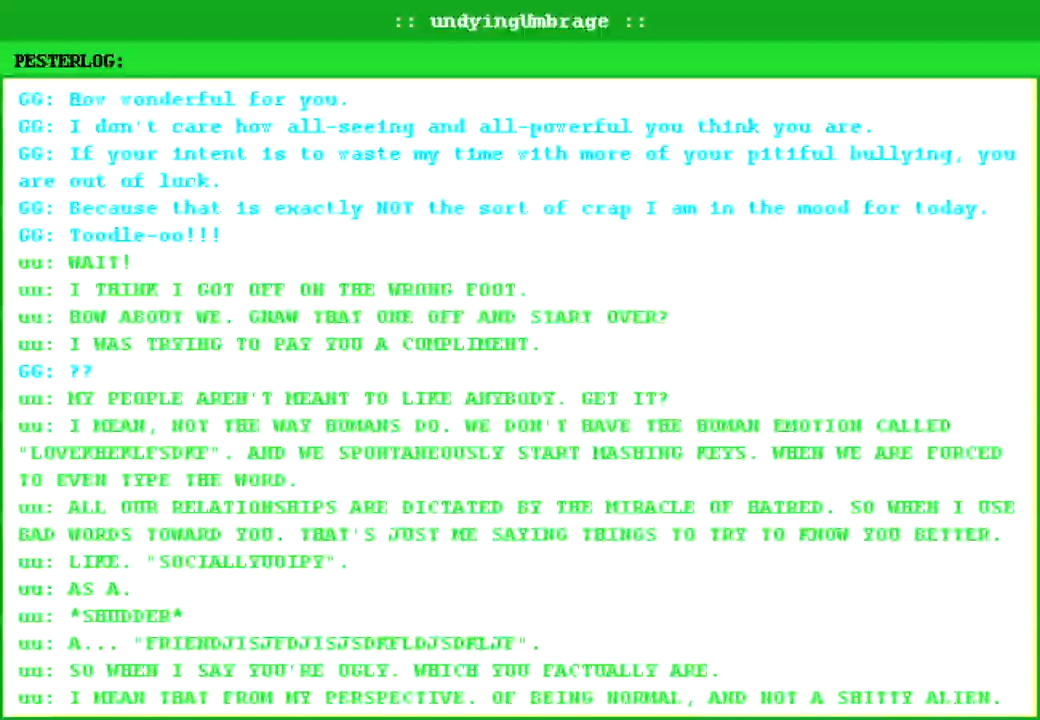 :: undyingUmbrage ::
PESTERLOG:
GG: How wonderful for you.
GG: I don't care how all-seeing and all-powerful you think you are.
GG: If your intent is to waste my time with more of your pitiful bullying, you
are out of luck.
GG: Because that is exactly NOT the sort of crap I am in the mood for today.
GG: Toodle-oo!!!
uu: WAIT!
uu: I THINK I GOT OFF ON THE WRONG FOOT.
uu: HOW ABOUT WE. GNAW THAT ONE OFF AND START OVER?
uu: I WAS TRYING TO PAY YOU A COMPLIMENT.
GG: ??
uu: MY PEOPLE AREN'T MEANT TO LIKE ANYBODY. GET IT?
uu: I MEAN, NOT THE WAY HUMANS DO. WE DON'T HAVE THE HUMAN EMOTION CALLED
AND WE SPONTANEOUSLY START MASHING KEYS. WHEN WE ARE FORCED
TO EVEN TYPE THE WORD.
uu: ALL OUR RELATIONSHIPS ARE DICTATED BY THE MIRACLE OF HATRED. SO WHEN I USE
BAD WORDS TOWARD YOU. THAT'S JUST ME SAYING THINGS TO TRY TO KNOW YOU BETTER.
uu: LIKE. "SOCIALLYUOIPY".
uu: AS A.
uu: *SHUDDER*
uu: A...
uu: SO WHEN I SAY YOU'RE UGLY. WHICH YOU FACTUALLY ARE.
uu: I MEAN THAT FROM MY PERSPECTIVE. OF BEING NORMAL, AND NOT A SHITTY ALIEN.